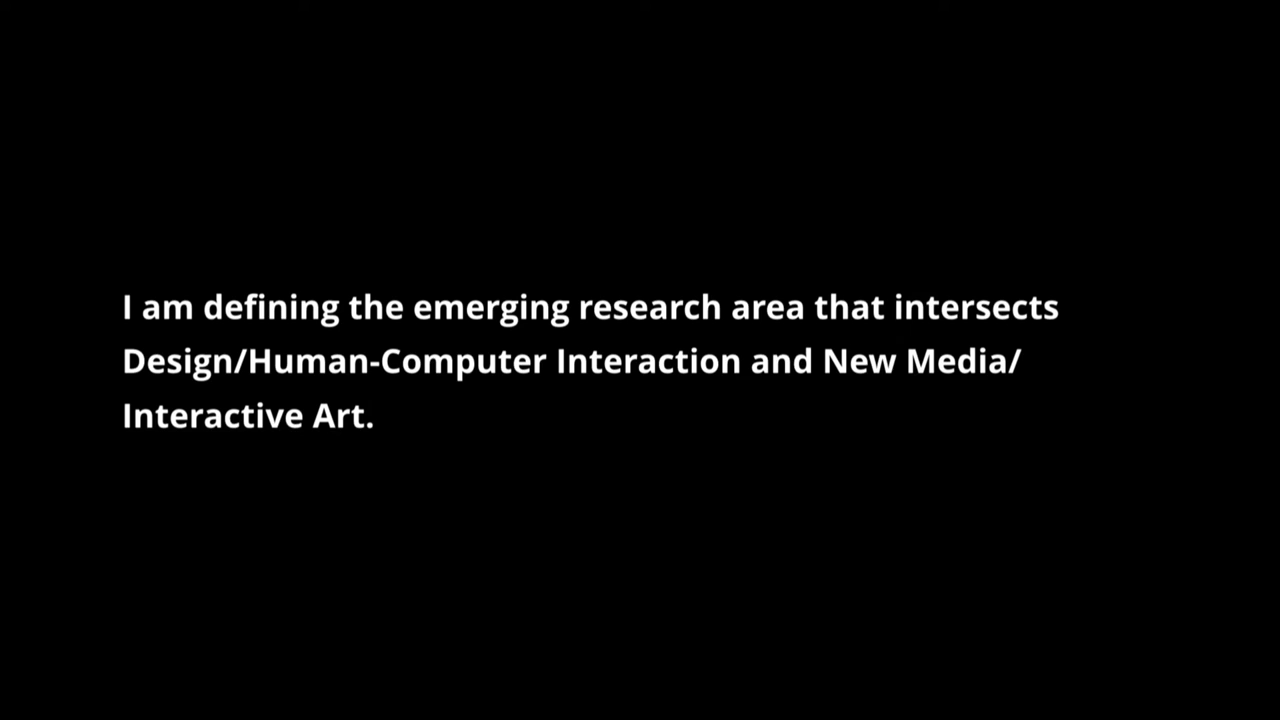 I am defining the emerging research area that intersects
Design/Human-Computer Interaction and New Media/
Interactive Art.